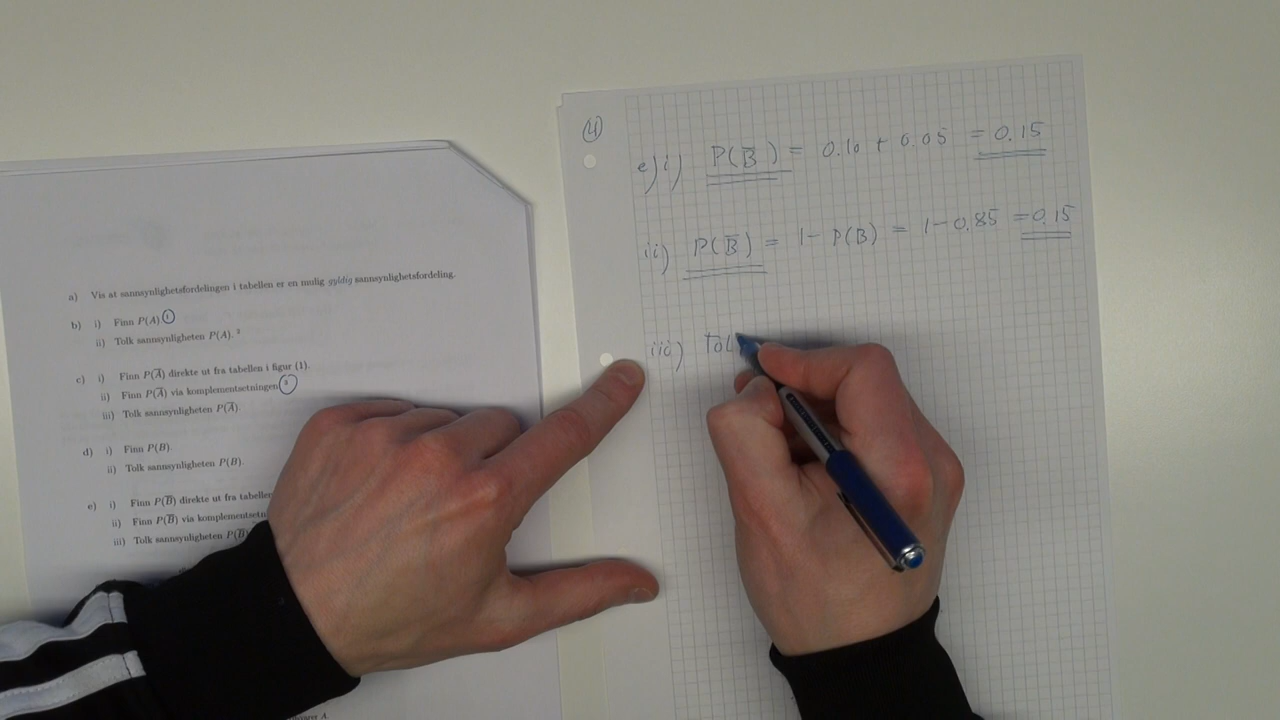 a) Vis at sannsynlighetsfordelingen i tabellen er en mulig gyldig sannsynlighetsfordeling.
b) i) Finn P(A) ①
ii) Tolk sannsynligheten P(A). ³
c) i) Finn P(A̅) direkte ut fra tabellen i figur (1).
ii) Finn P(A̅) via komplementsetningen
iii) Tolk sannsynligheten P(A̅).
d) i) Finn P(B).
ii) Tolk sannsynligheten P(B).
e) i) Finn P(B̅) direkte ut fra
ii) Finn P(B̅) via
iii) Tolk sannsynligheten
A.
④
e) i) P(B̅) = 0.10 + 0.05 = 0.15
ii) P(B̅) = 1 - P(B) = 1 - 0.85 = 0.15
iii) Tol